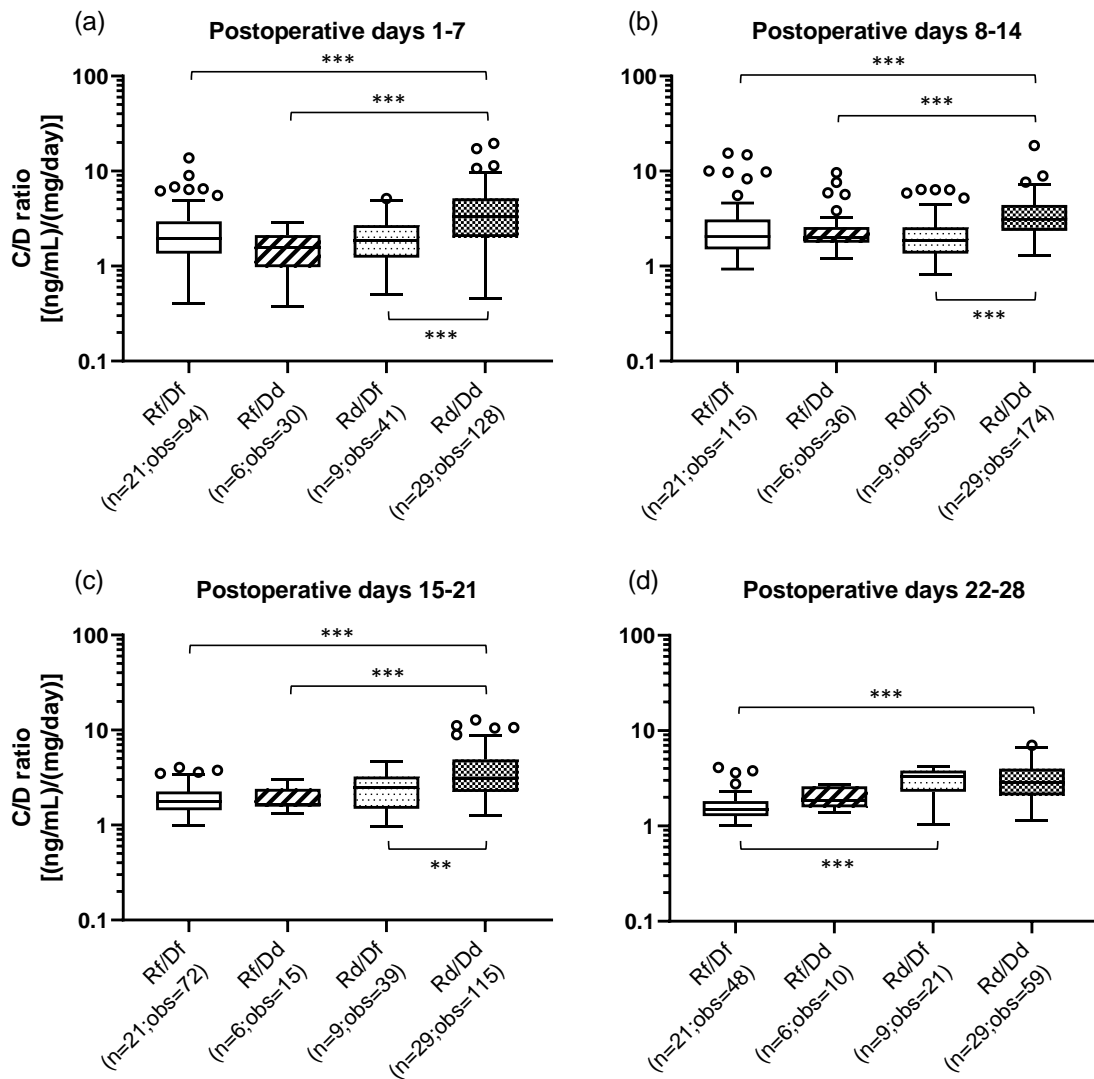 (a)
Postoperative days 1-7
C/D ratio
[(ng/mL)/(mg/day)]
100
10
1
0.1
***
***
***
Rf/Df
(n=21;obs=94)
Rf/Dd
(n=6;obs=30)
Rd/Df
(n=9;obs=41)
Rd/Dd
(n=29;obs=128)
(b)
Postoperative days 8-14
100
10
1
0.1
***
***
***
Rf/Df
(n=21;obs=115)
Rf/Dd
(n=6;obs=36)
Rd/Df
(n=9;obs=55)
Rd/Dd
(n=29;obs=174)
(c)
Postoperative days 15-21
C/D ratio
[(ng/mL)/(mg/day)]
100
10
1
0.1
***
***
**
Rf/Df
(n=21;obs=72)
Rf/Dd
(n=6;obs=15)
Rd/Df
(n=9;obs=39)
Rd/Dd
(n=29;obs=115)
(d)
Postoperative days 22-28
100
10
1
0.1
***
***
Rf/Df
(n=21;obs=48)
Rf/Dd
(n=6;obs=10)
Rd/Df
(n=9;obs=21)
Rd/Dd
(n=29;obs=59)